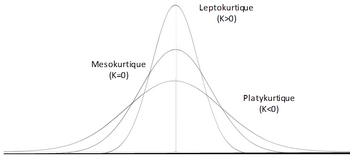 Leptokurtique
(K>0)
Mesokurtique
(K=0)
Platykurtique
(K<0)